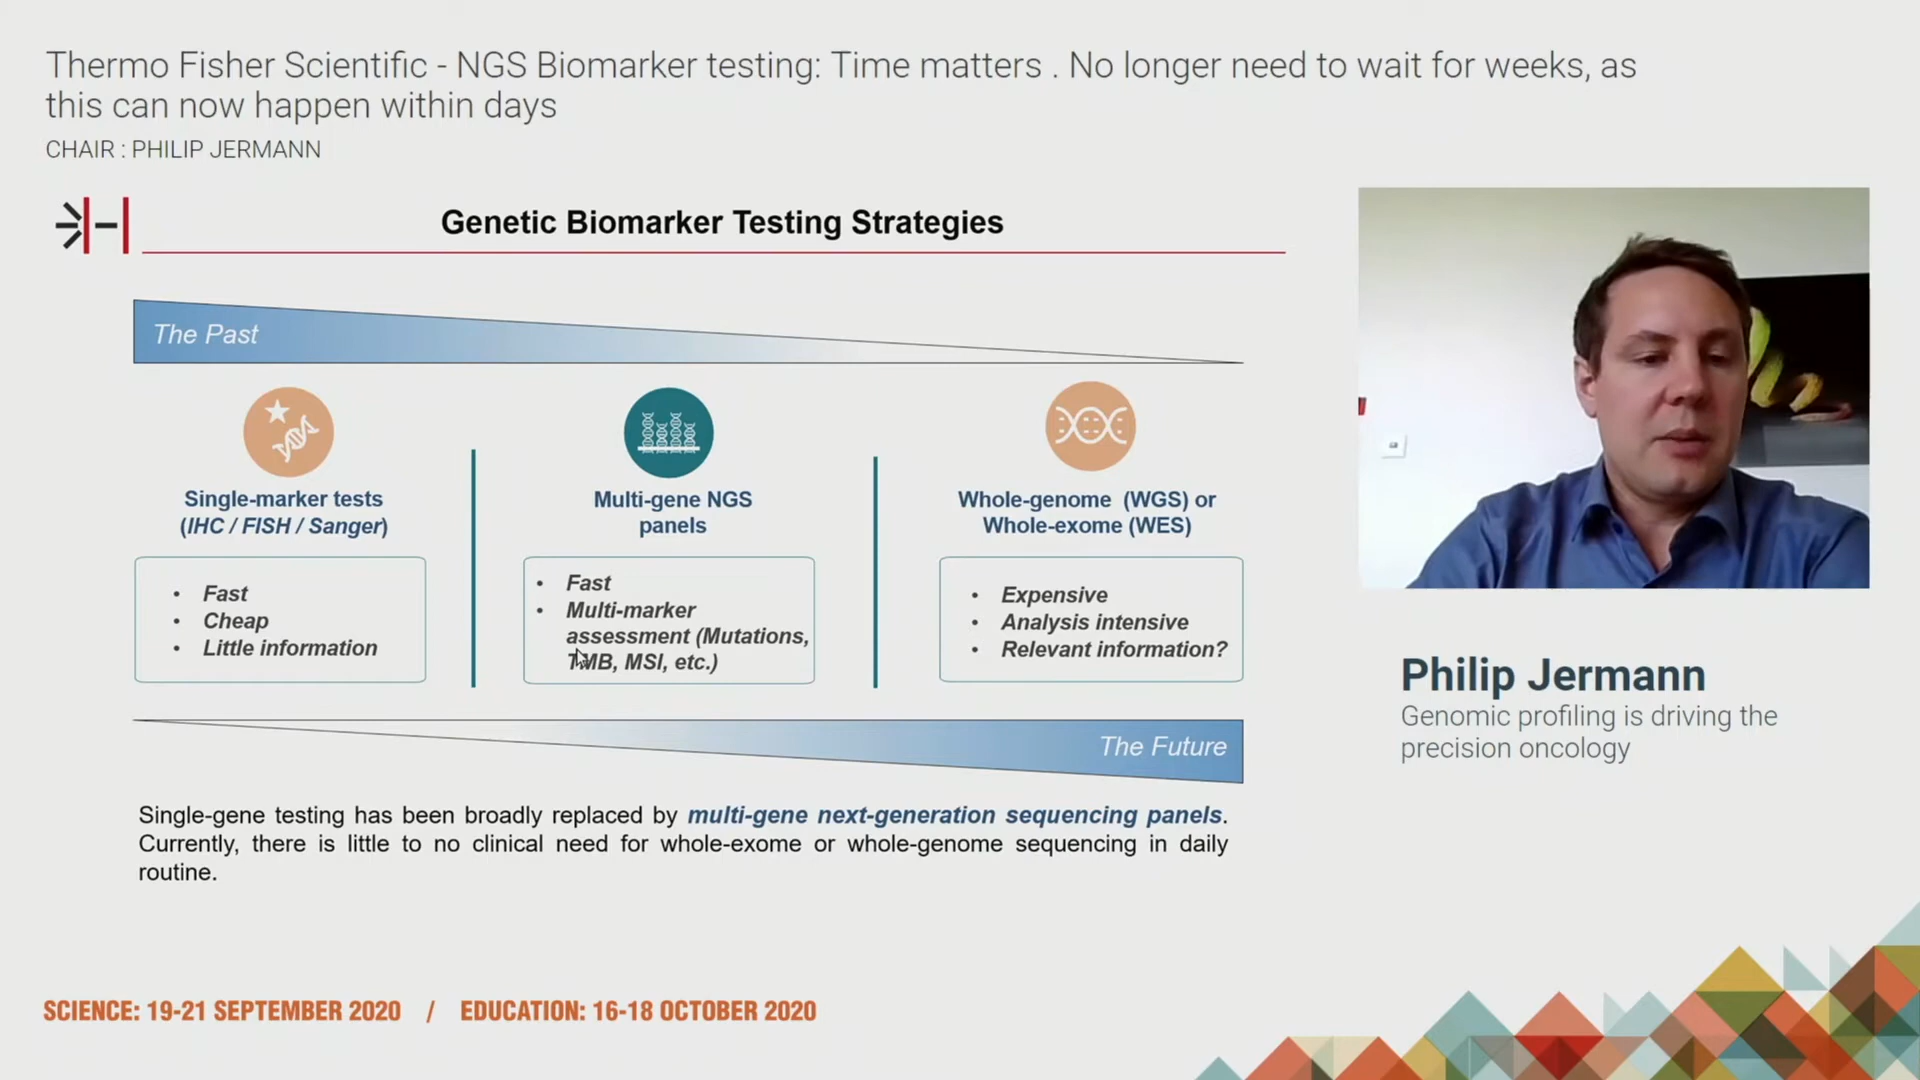 Thermo Fisher Scientific - NGS Biomarker testing: Time matters . No longer need to wait for weeks, as
this can now happen within days
CHAIR : PHILIP JERMANN
Genetic Biomarker Testing Strategies
The Past
Single-marker tests
(IHC / FISH / Sanger)
• Fast
• Cheap
• Little information
Multi-gene NGS
panels
• Fast
• Multi-marker
assessment (Mutations,
TMB, MSI, etc.)
Whole-genome (WGS) or
Whole-exome (WES)
• Expensive
• Analysis intensive
• Relevant information?
The Future
Single-gene testing has been broadly replaced by multi-gene next-generation sequencing panels.
Currently, there is little to no clinical need for whole-exome or whole-genome sequencing in daily
routine.
Philip Jermann
Genomic profiling is driving the
precision oncology
SCIENCE: 19-21 SEPTEMBER 2020 / EDUCATION: 16-18 OCTOBER 2020